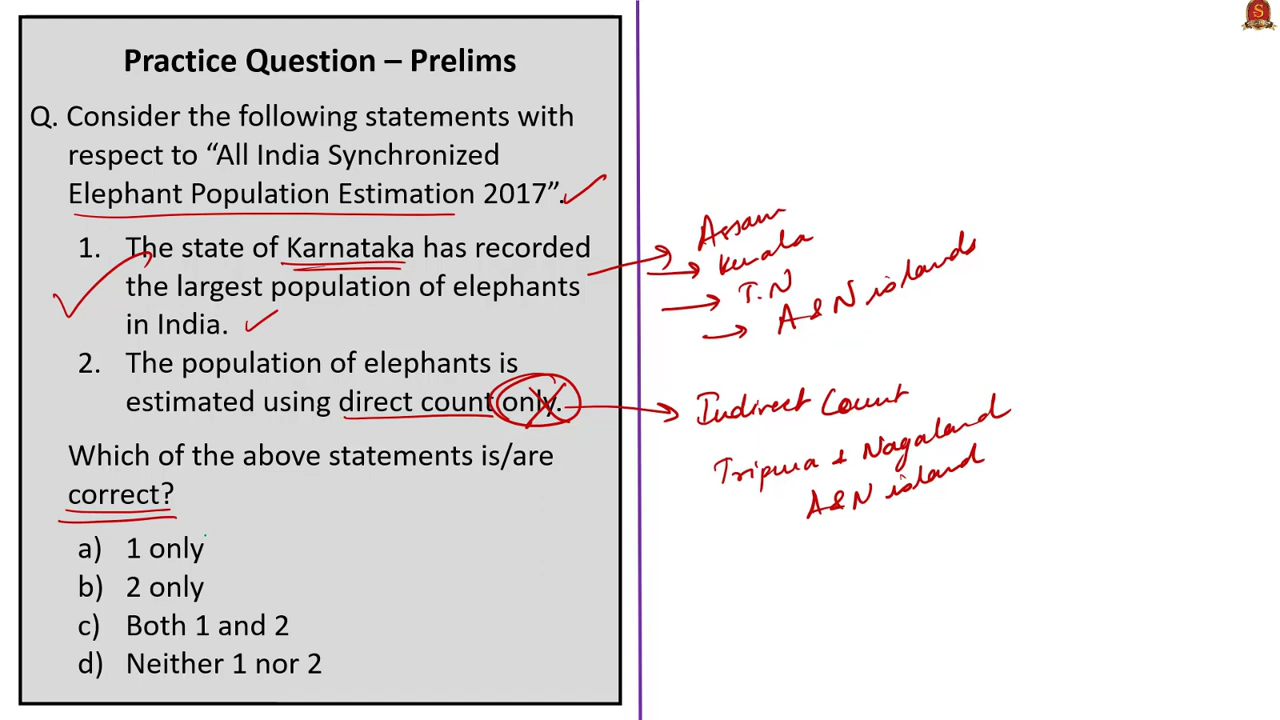 Practice Question – Prelims
Q. Consider the following statements with
respect to “All India Synchronized
Elephant Population Estimation 2017”.
1. The state of Karnataka has recorded
the largest population of elephants
in India.
2. The population of elephants is
estimated using direct count only.
Which of the above statements is/are
correct?
a) 1 only
b) 2 only
c) Both 1 and 2
d) Neither 1 nor 2
Assam
Kerala
T.N
A&N islands
Indirect Count
Tripura & Nagaland
A&N island
S